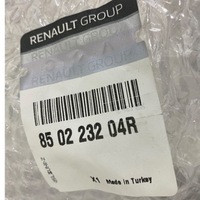 RENAULT GROUP
85 02 232 04R
X1 Made in Turkey